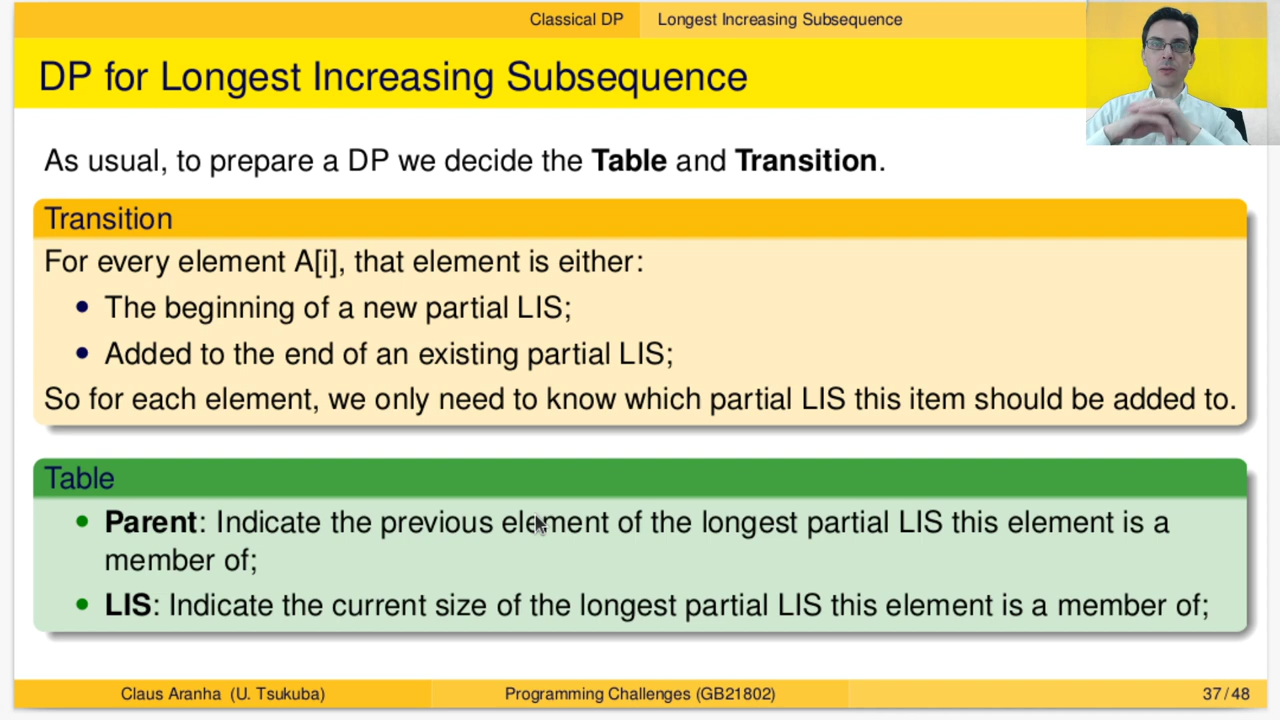 Classical DP Longest Increasing Subsequence
DP for Longest Increasing Subsequence
As usual, to prepare a DP we decide the Table and Transition.
Transition
For every element A[i], that element is either:
• The beginning of a new partial LIS;
• Added to the end of an existing partial LIS;
So for each element, we only need to know which partial LIS this item should be added to.
Table
• Parent: Indicate the previous element of the longest partial LIS this element is a
member of;
• LIS: Indicate the current size of the longest partial LIS this element is a member of;
Claus Aranha (U. Tsukuba) Programming Challenges (GB21802) 37 / 48